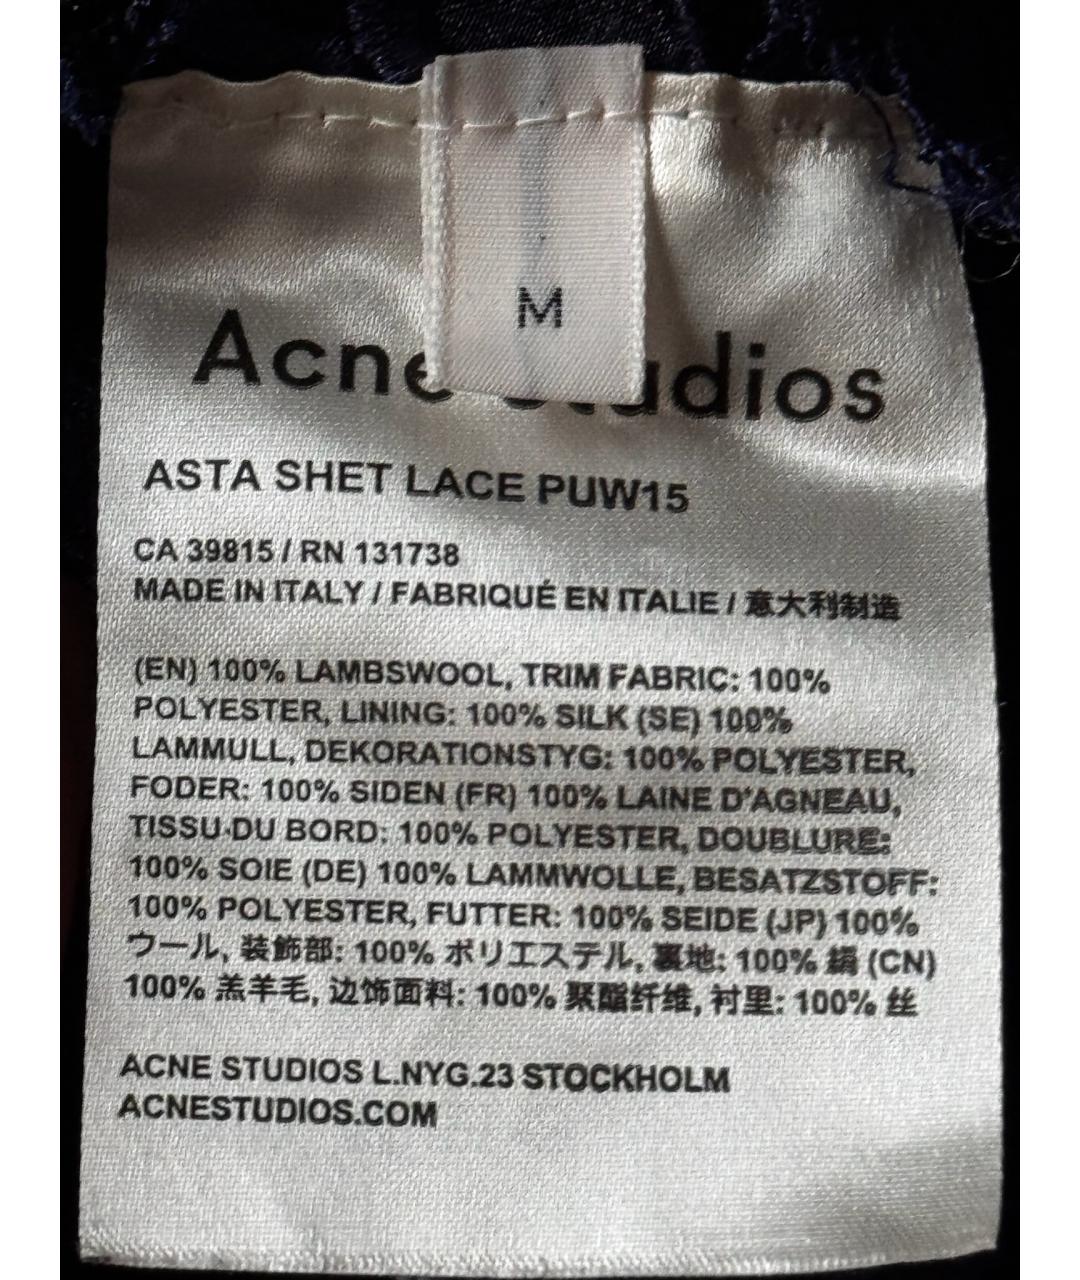 M
Acne Studios
ASTA SHET LACE PUW15
CA 39815 / RN 131738
MADE IN ITALY / FABRIQUÉ EN ITALIE / 意大利制造
(EN) 100% LAMBSWOOL, TRIM FABRIC: 100%
POLYESTER, LINING: 100% SILK (SE) 100%
LAMMULL, DEKORATIONSTYG: 100% POLYESTER,
FODER: 100% SIDEN (FR) 100% LAINE D'AGNEAU,
TISSU DU BORD: 100% POLYESTER, DOUBLURE:
100% SOIE (DE) 100% LAMMWOLLE, BESATZSTOFF:
100% POLYESTER, FUTTER: 100% SEIDE (JP) 100%
ウール, 装飾部: 100% ポリエステル, 裏地: 100% 絹 (CN)
100% 羔羊毛, 边饰面料: 100% 聚酯纤维, 衬里: 100% 丝
ACNE STUDIOS L.NYG.23 STOCKHOLM
ACNESTUDIOS.COM